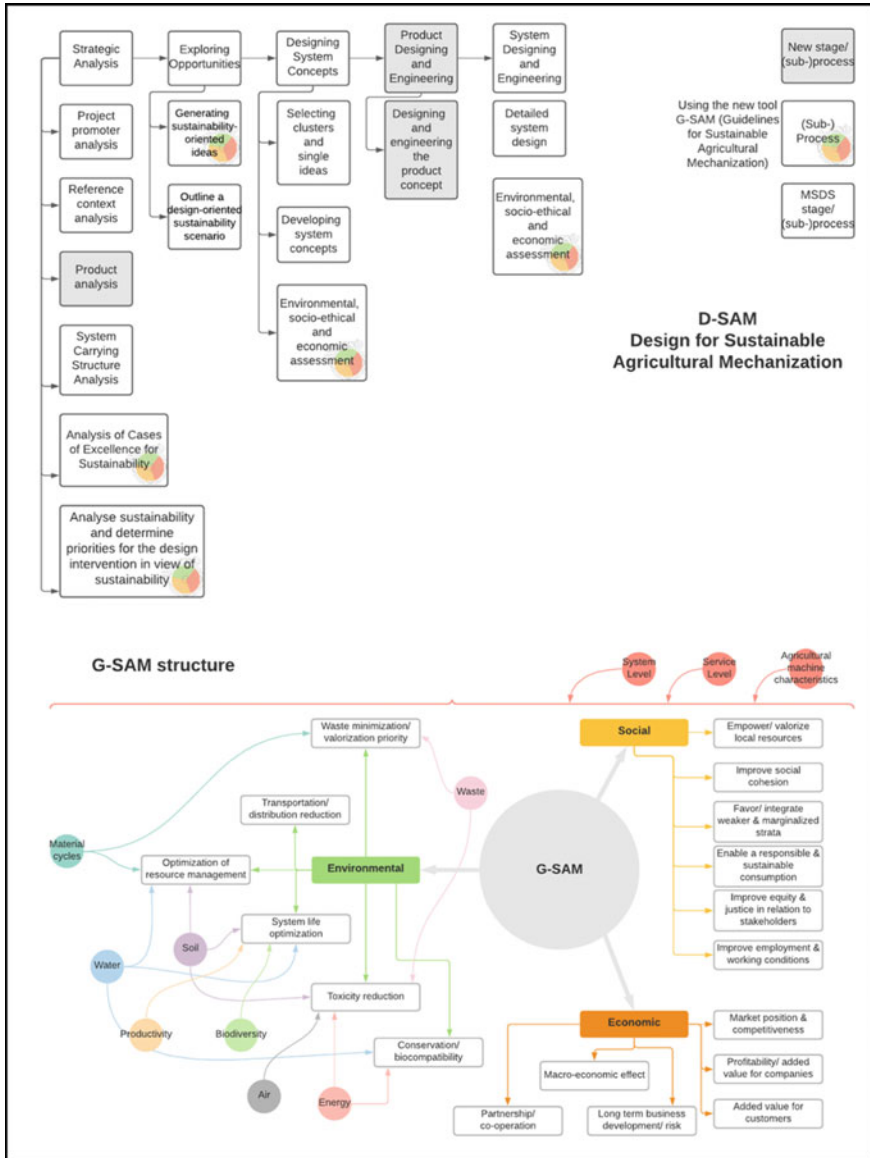 Strategic
Analysis
Exploring
Opportunities
Designing
System
Concepts
Product
Designing
and
Engineering
System
Designing
and
Engineering
New stage/
(sub-)process
Project
promoter
analysis
Generating
sustainability-
oriented
ideas
Selecting
clusters
and single
ideas
Designing
and
engineering
the
product
concept
Detailed
system
design
Using the new tool
G-SAM (Guidelines
for Sustainable
Agricultural
Mechanization)
(Sub-)
Process
Reference
context
analysis
Outline a
design-oriented
sustainability
scenario
Developing
system
concepts
Environmental,
socio-ethical
and
economic
assessment
MSDS
stage/
(sub-)process
Product
analysis
Environmental,
socio-ethical
and
economic
assessment
System
Carrying
Structure
Analysis
D-SAM
Design for Sustainable
Agricultural Mechanization
Analysis of Cases
of Excellence for
Sustainability
Analyse sustainability
and determine
priorities for the design
intervention in view of
sustainability
G-SAM structure
System
Level
Service
Level
Agricultural
machine
characteristics
Waste minimization/
valorization priority
Social
Empower/ valorize
local resources
Improve social
cohesion
Waste
Transportation/
distribution reduction
Favor/ integrate
weaker & marginalized
strata
Material
cycles
Optimization of
resource management
Environmental
G-SAM
Enable a responsible &
sustainable
consumption
Improve equity &
justice in relation to
stakeholders
System life
optimization
Soil
Water
Improve employment &
working conditions
Toxicity reduction
Productivity
Biodiversity
Economic
Market position &
competitiveness
Conservation/
biocompatibility
Macro-economic effect
Profitability/ added
value for companies
Air
Energy
Partnership/
co-operation
Long term business
development/ risk
Added value for
customers